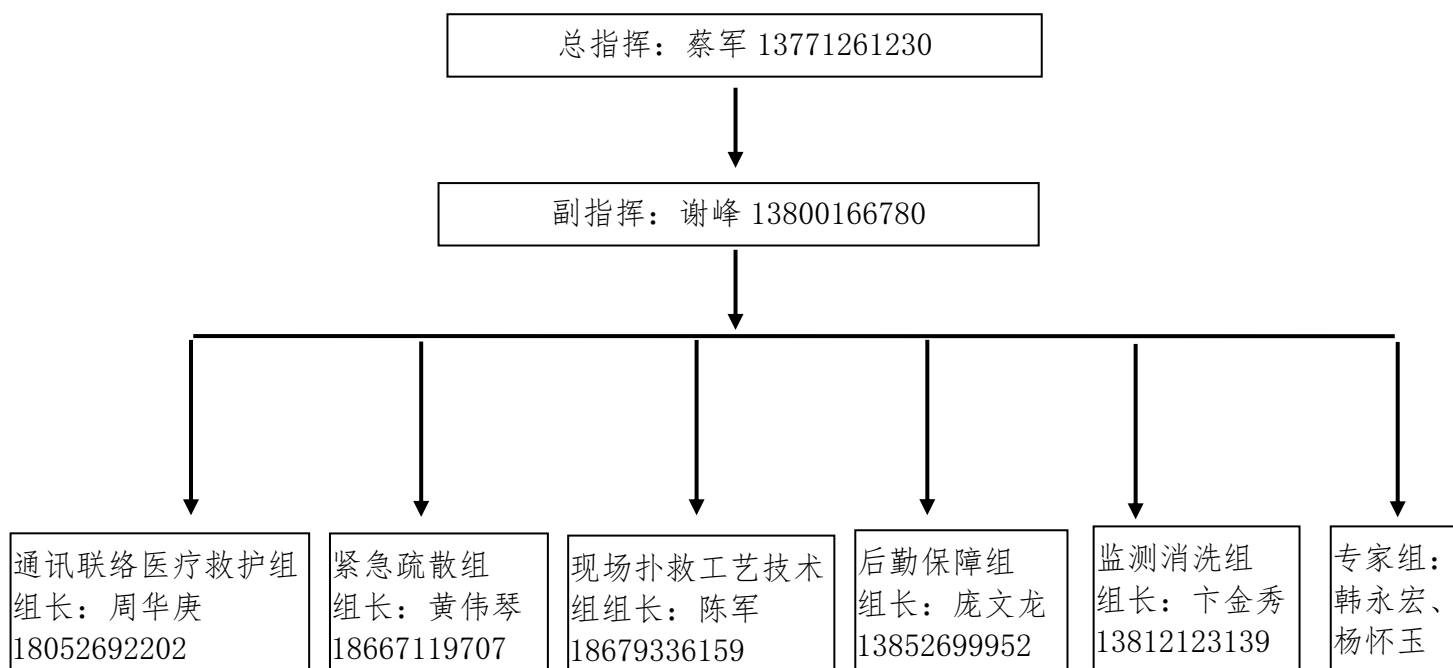 总指挥：蔡军 13771261230
副指挥：谢峰 13800166780
通讯联络医疗救护组
组长：周华庚
18052692202
紧急疏散组
组长：黄伟琴
18667119707
现场扑救工艺技术
组组长：陈军
18679336159
后勤保障组
组长：庞文龙
13852699952
监测消洗组
组长：卞金秀
13812123139
专家组：
韩永宏、
杨怀玉